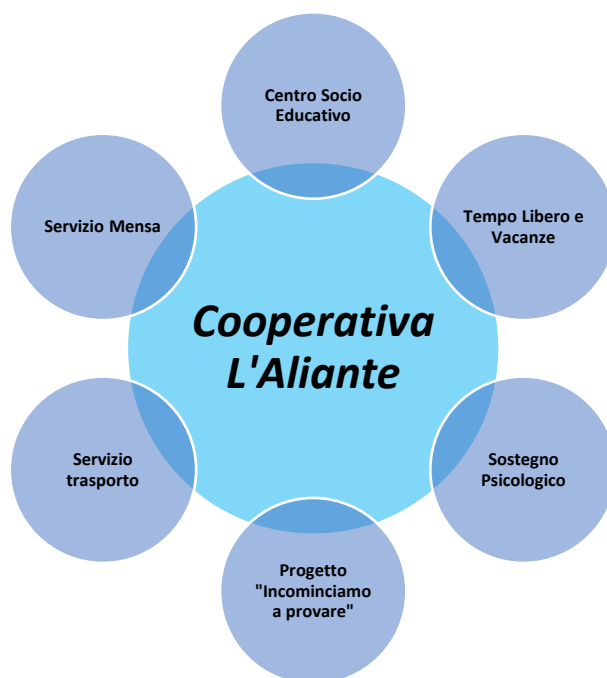 Centro Socio
Educativo
Servizio Mensa
Tempo Libero e
Vacanze
Cooperativa
L'Aliante
Servizio
trasporto
Sostegno
Psicologico
Progetto
"Incominciamo
a provare"